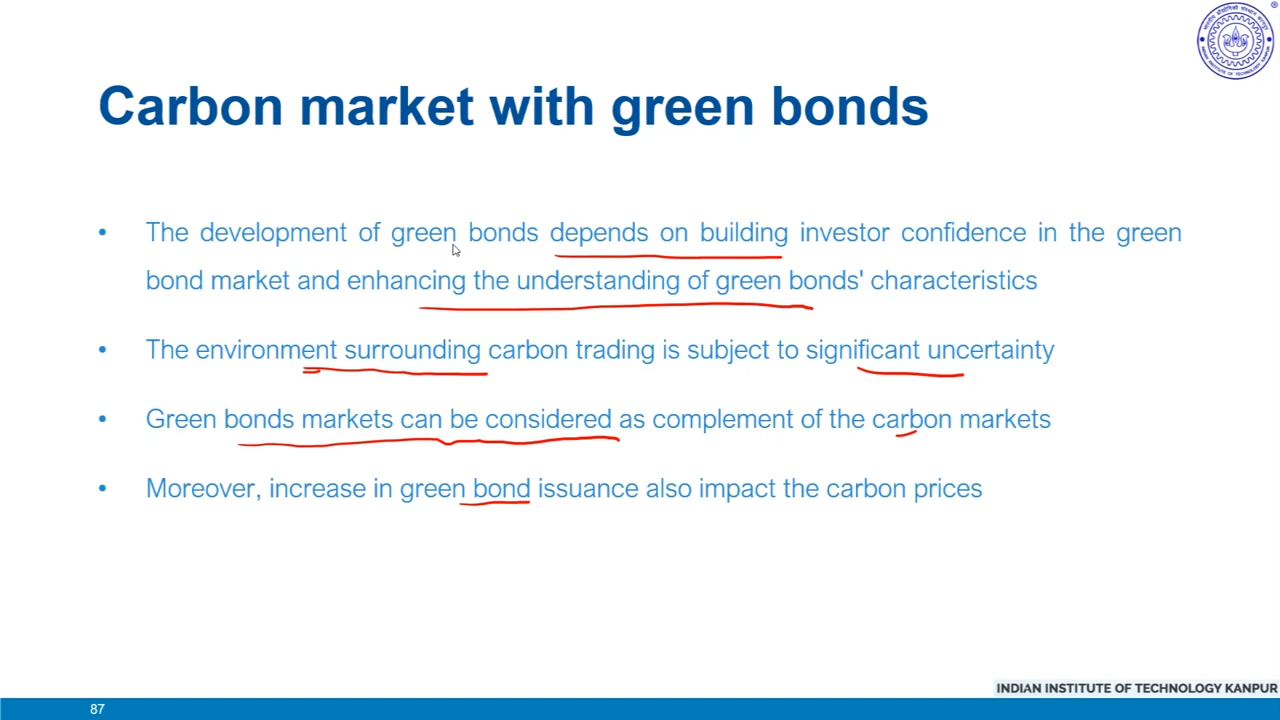 Carbon market with green bonds
• The development of green bonds depends on building investor confidence in the green
bond market and enhancing the understanding of green bonds' characteristics
• The environment surrounding carbon trading is subject to significant uncertainty
• Green bonds markets can be considered as complement of the carbon markets
• Moreover, increase in green bond issuance also impact the carbon prices
INDIAN INSTITUTE OF TECHNOLOGY KANPUR
87